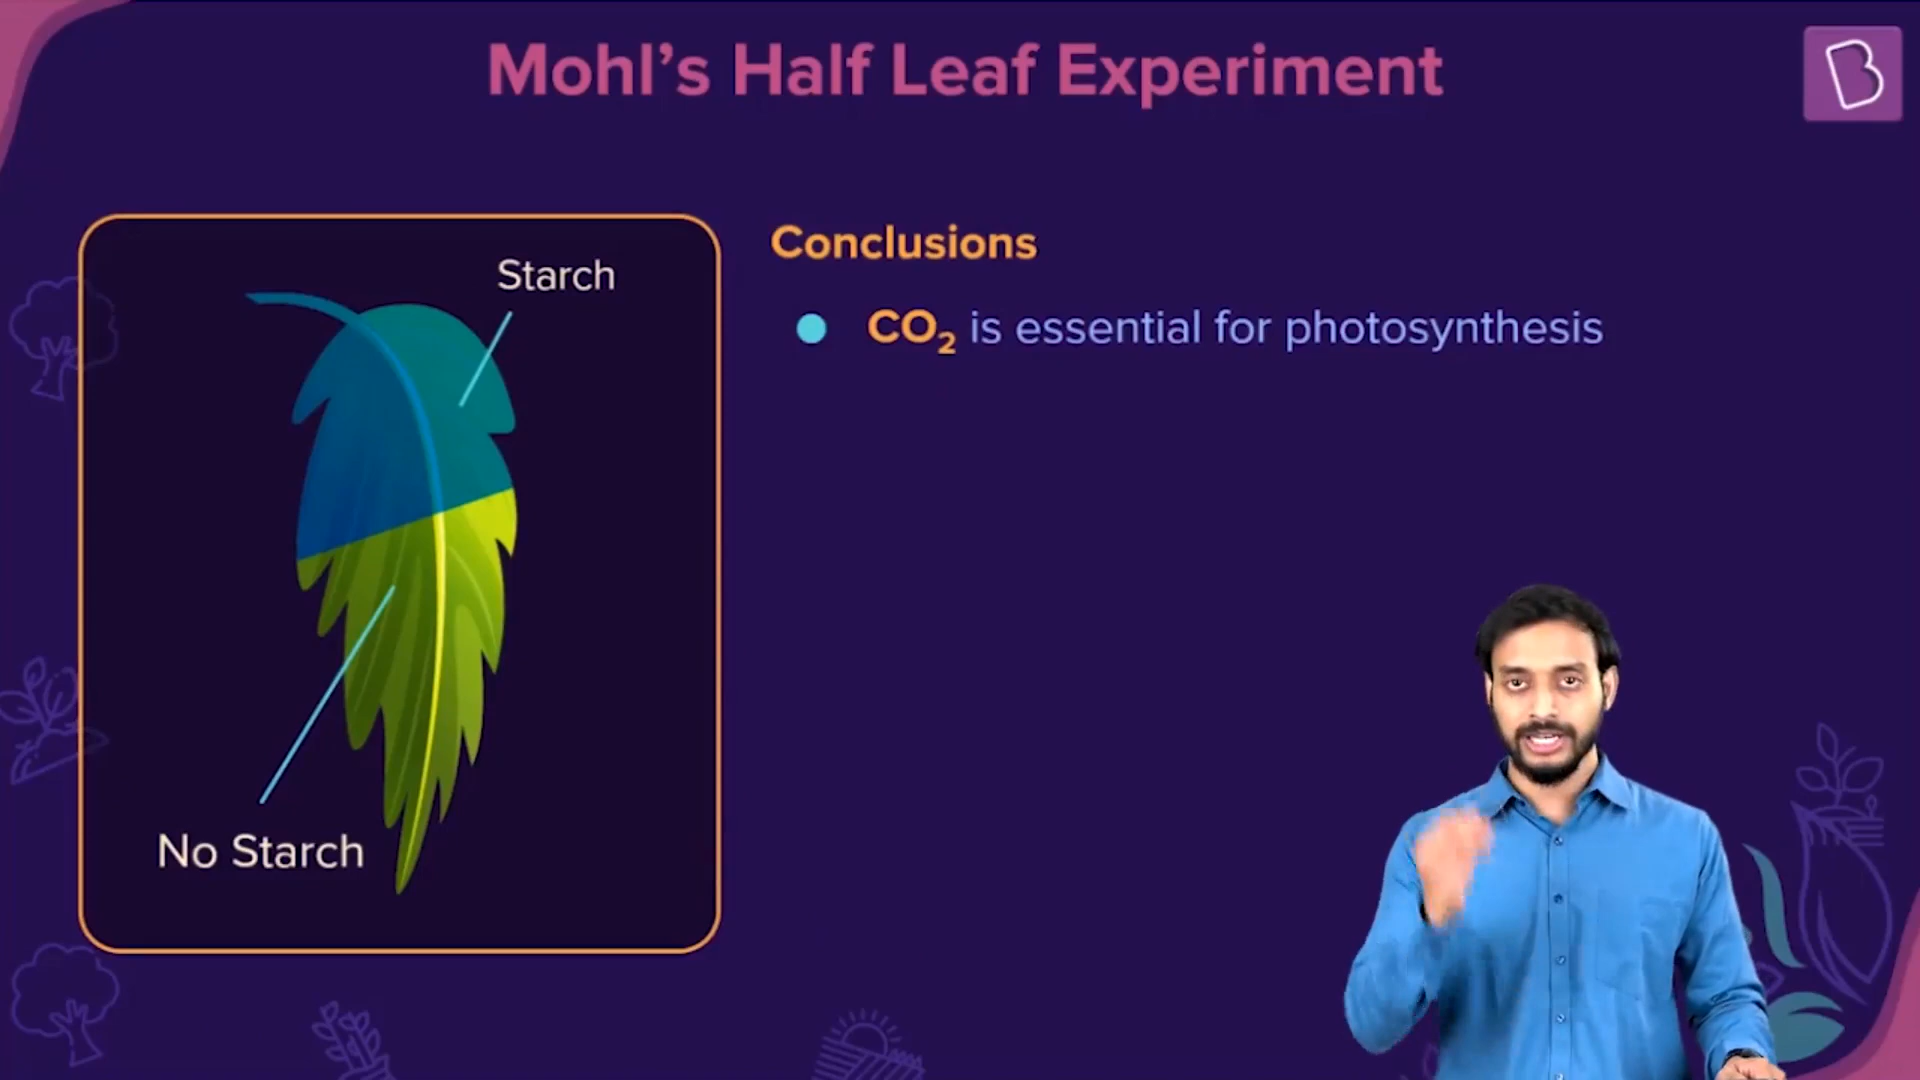 Mohl's Half Leaf Experiment
B
Starch
No Starch
Conclusions
CO₂ is essential for photosynthesis